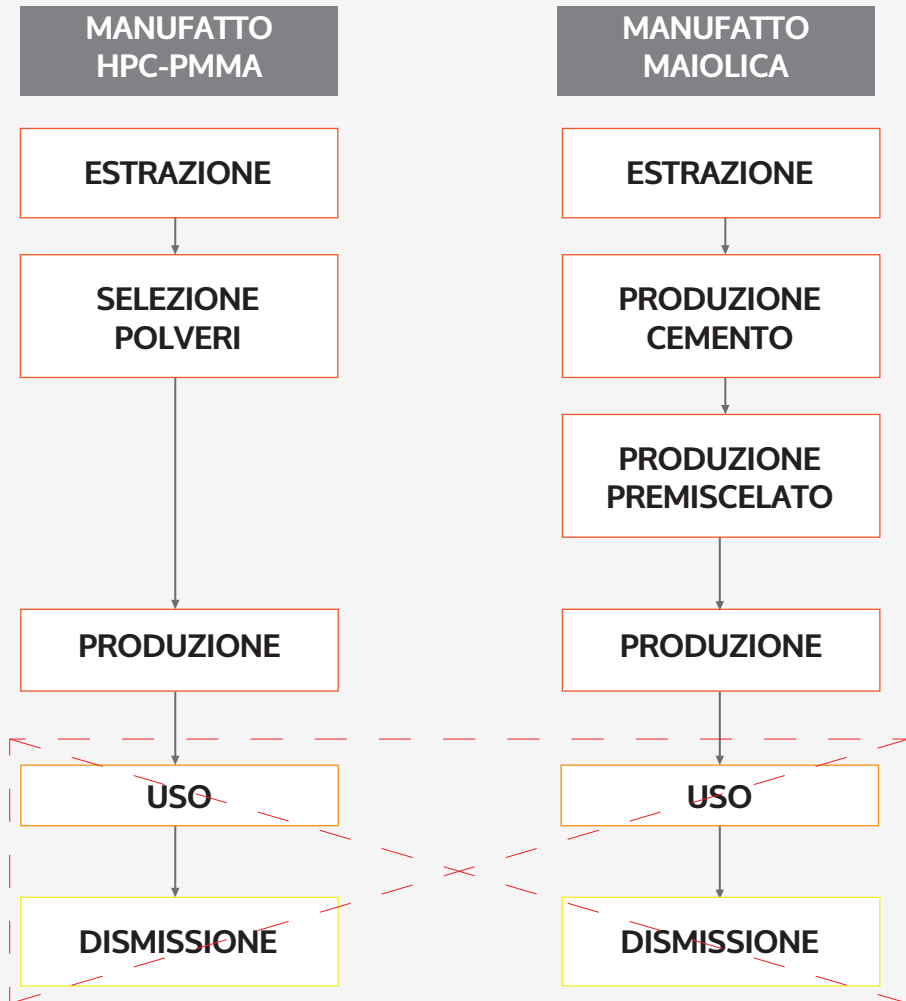 MANUFATTO
HPC-PMMA
ESTRAZIONE
SELEZIONE
POLVERI
PRODUZIONE
USO
DISMISSIONE
MANUFATTO
MAIOLICA
ESTRAZIONE
PRODUZIONE
CEMENTO
PRODUZIONE
PREMISCELATO
PRODUZIONE
USO
DISMISSIONE